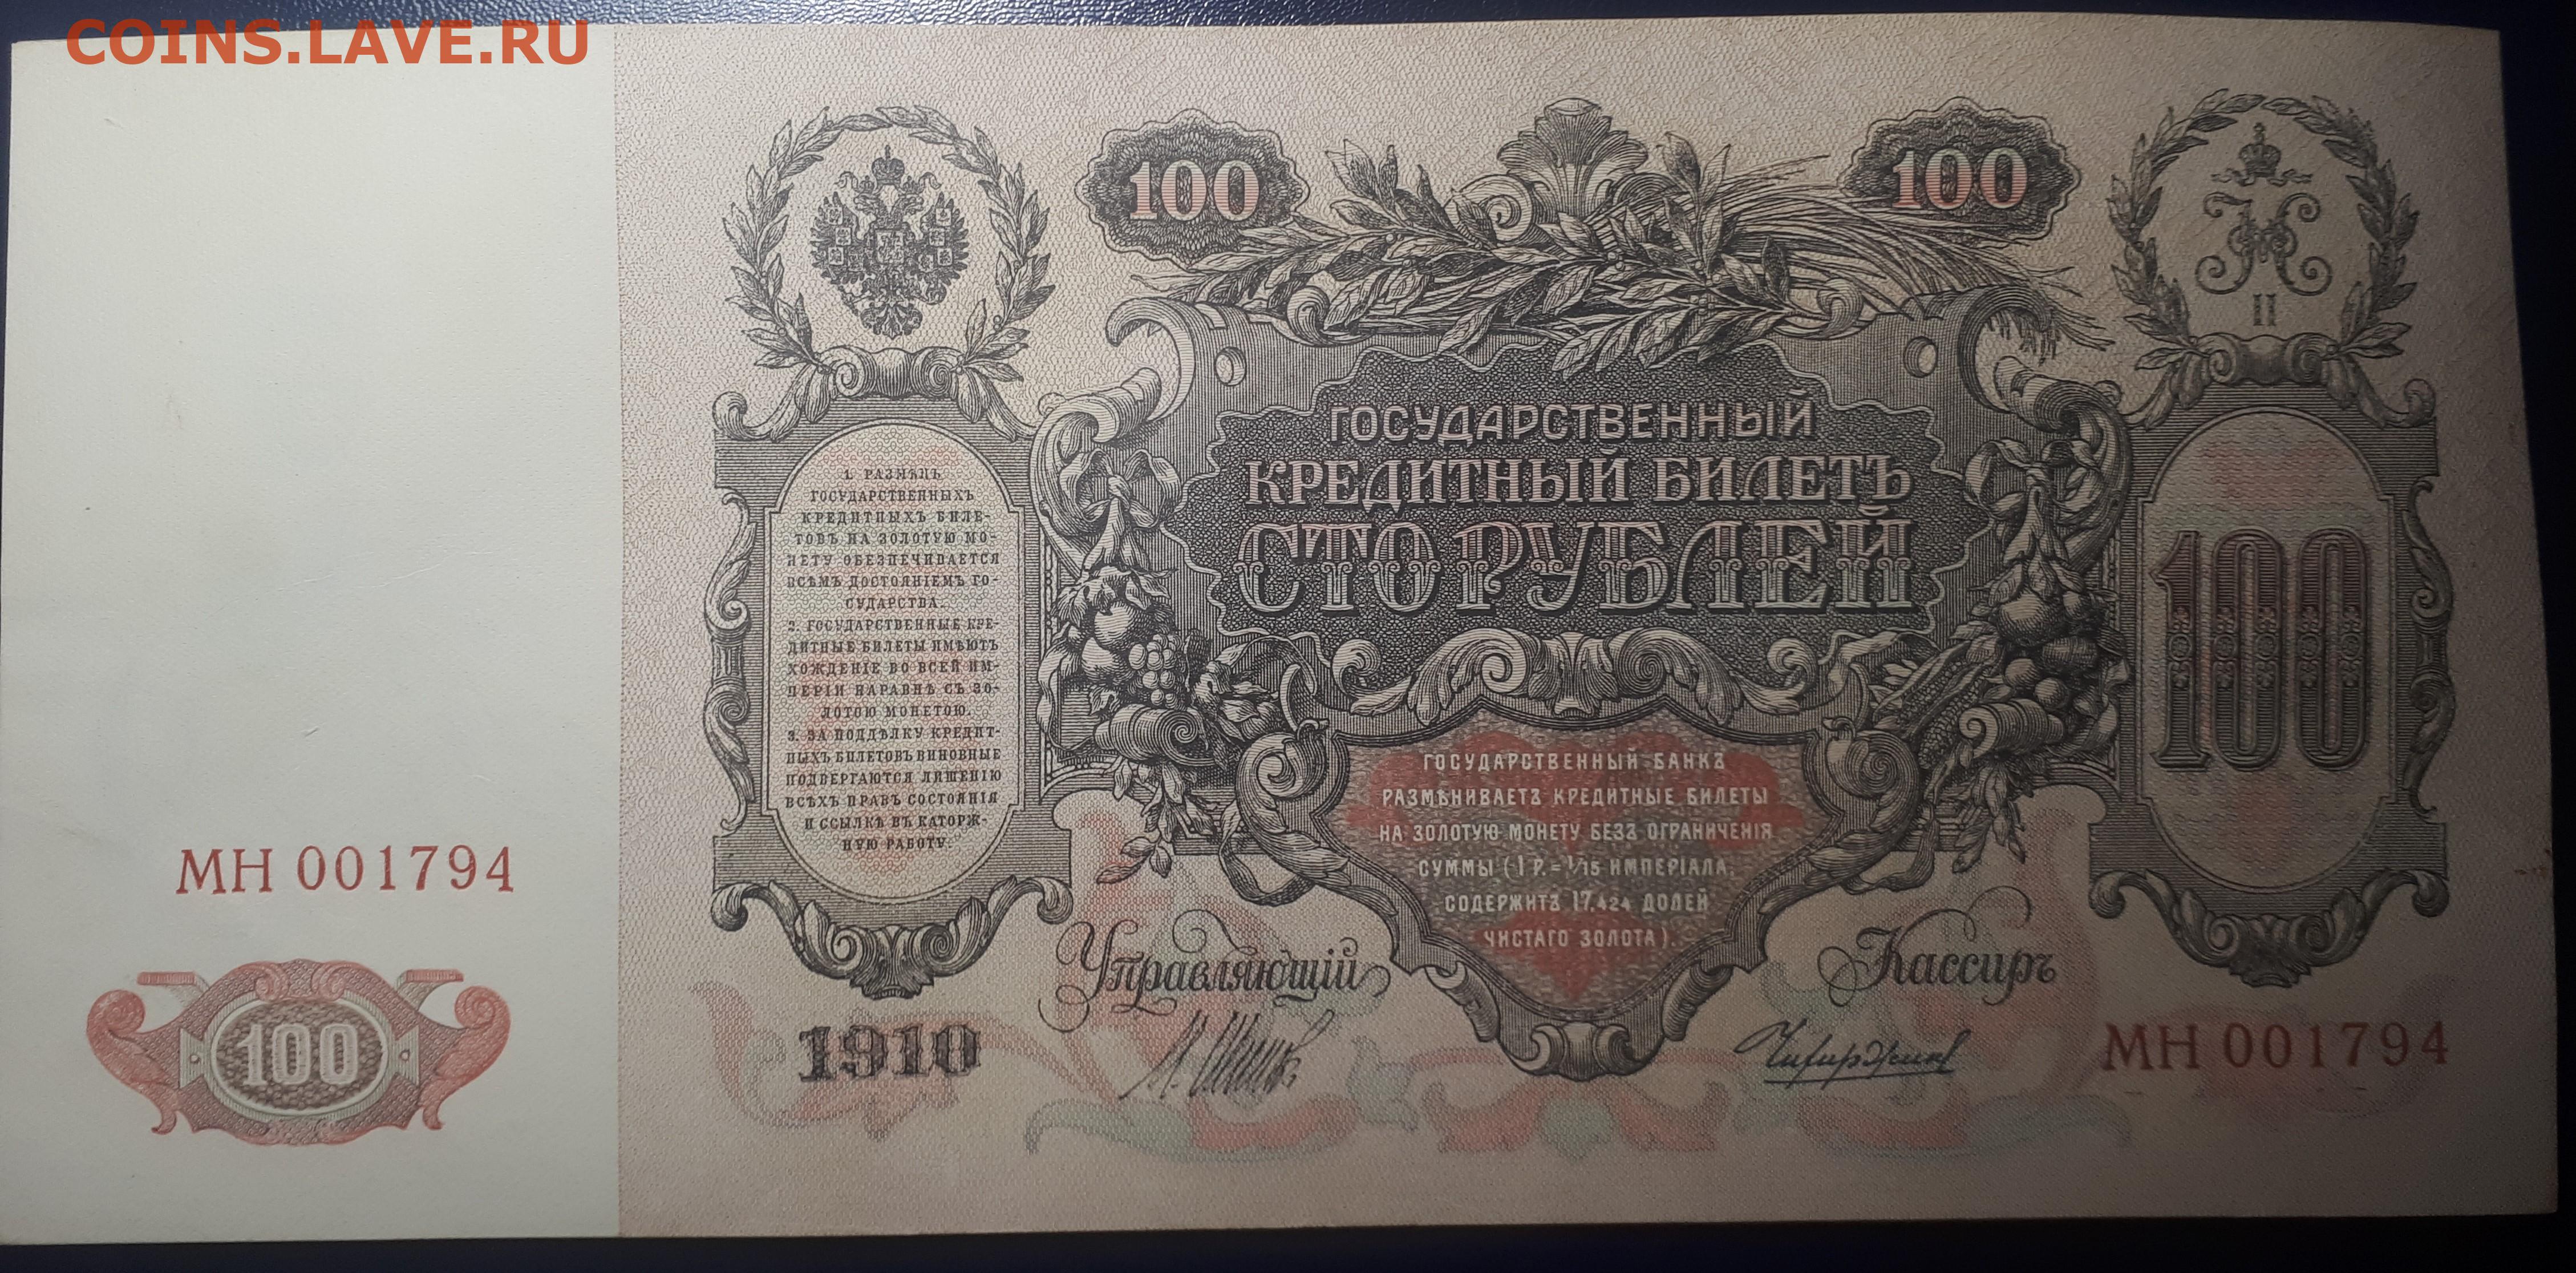 COINS.LAVE.RU
100
100
II
ГОСУДАРСТВЕННЫЙ
КРЕДИТНЫЙ БИЛЕТЪ
СТО РУБЛЕЙ
1. РАЗМѢНЪ
ГОСУДАРСТВЕННЫХЪ
КРЕДИТНЫХЪ БИЛЕ-
ТОВЪ НА ЗОЛОТУЮ МО-
НЕТУ ОБЕЗПЕЧИВАЕТСЯ
ВСѢМЪ ДОСТОЯНІЕМЪ ГО-
СУДАРСТВА.
2. ГОСУДАРСТВЕННЫЕ КРЕ-
ДИТНЫЕ БИЛЕТЫ ИМѢЮТЪ
ХОЖДЕНІЕ ВО ВСЕЙ ИМ-
ПЕРІИ НАРАВНѢ СЪ ЗО-
ЛОТОЮ МОНЕТОЮ.
3. ЗА ПОДДѢЛКУ КРЕДИТ-
НЫХЪ БИЛЕТОВЪ ВИНОВНЫЕ
ПОДВЕРГАЮТСЯ ЛИШЕНІЮ
ВСѢХЪ ПРАВЪ СОСТОЯНІЯ
И ССЫЛКѢ ВЪ КАТОРЖ-
НУЮ РАБОТУ.
100
ГОСУДАРСТВЕННЫЙ БАНКЪ
РАЗМѢНИВАЕТЪ КРЕДИТНЫЕ БИЛЕТЫ
НА ЗОЛОТУЮ МОНЕТУ БЕЗЪ ОГРАНИЧЕНІЯ
СУММЫ (1 Р. = 1/15 ИМПЕРІАЛА,
СОДЕРЖИТЪ 17,424 ДОЛЕЙ
ЧИСТАГО ЗОЛОТА).
МН 001794
100
Управляющій
Кассиръ
1910
МН 001794